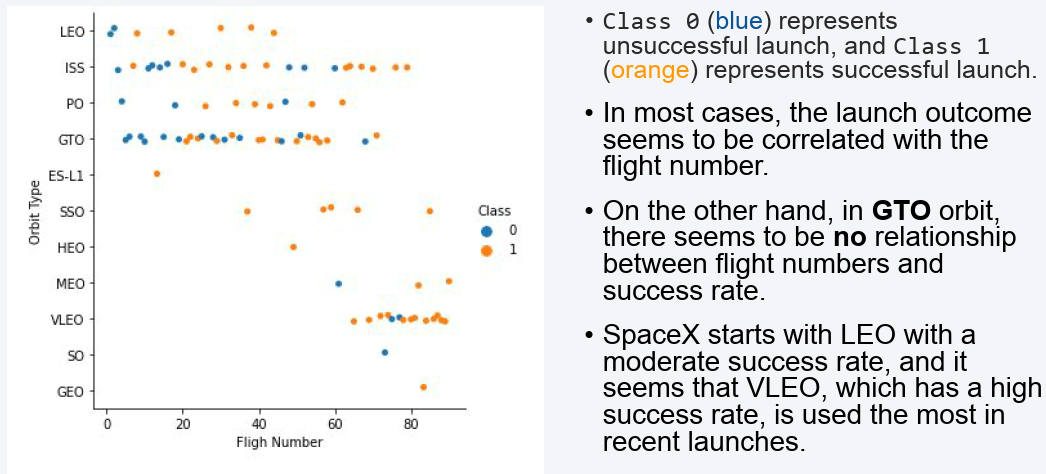 LEO
ISS
PO
GTO
ES-L1
SSO
HEO
MEO
VLEO
SO
GEO
Orbit Type
0 20 40 60 80
Fligh Number
Class
0
1
• Class 0 (blue) represents
unsuccessful launch, and Class 1
(orange) represents successful launch.
• In most cases, the launch outcome
seems to be correlated with the
flight number.
• On the other hand, in GTO orbit,
there seems to be no relationship
between flight numbers and
success rate.
• SpaceX starts with LEO with a
moderate success rate, and it
seems that VLEO, which has a high
success rate, is used the most in
recent launches.